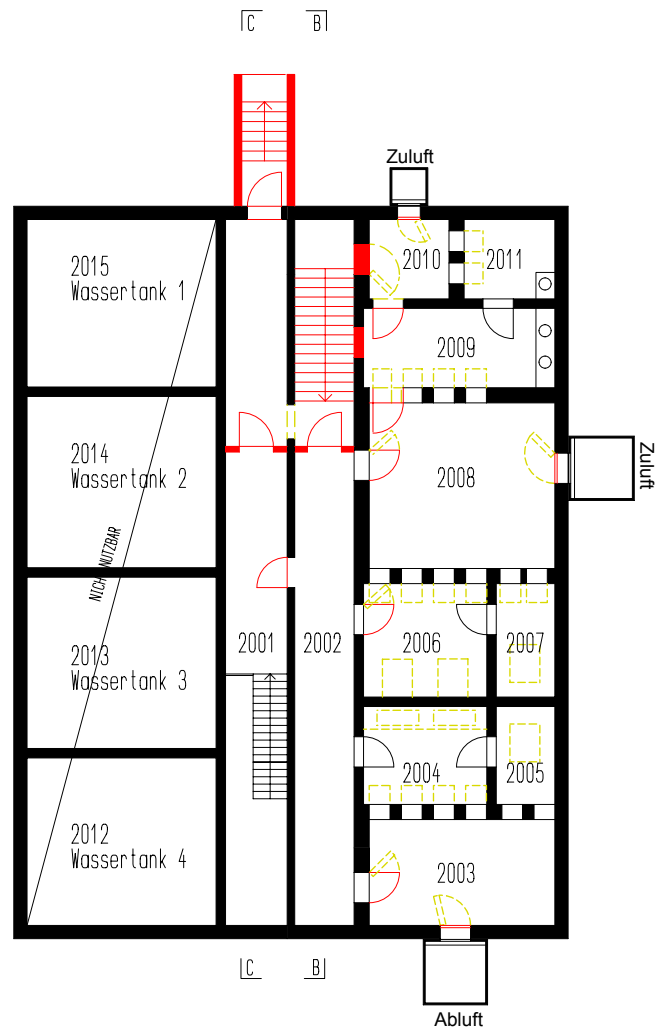 C B
Zuluft
2015
Wassertank 1
2010
2011
2009
2014
Wassertank 2
2008
Zuluft
NICHT NUTZBAR
2013
Wassertank 3
2001
2002
2006
2007
2004
2005
2012
Wassertank 4
2003
C B
Abluft